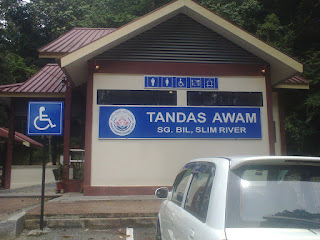 TANDAS AWAM
SG. BIL, SLIM RIVER